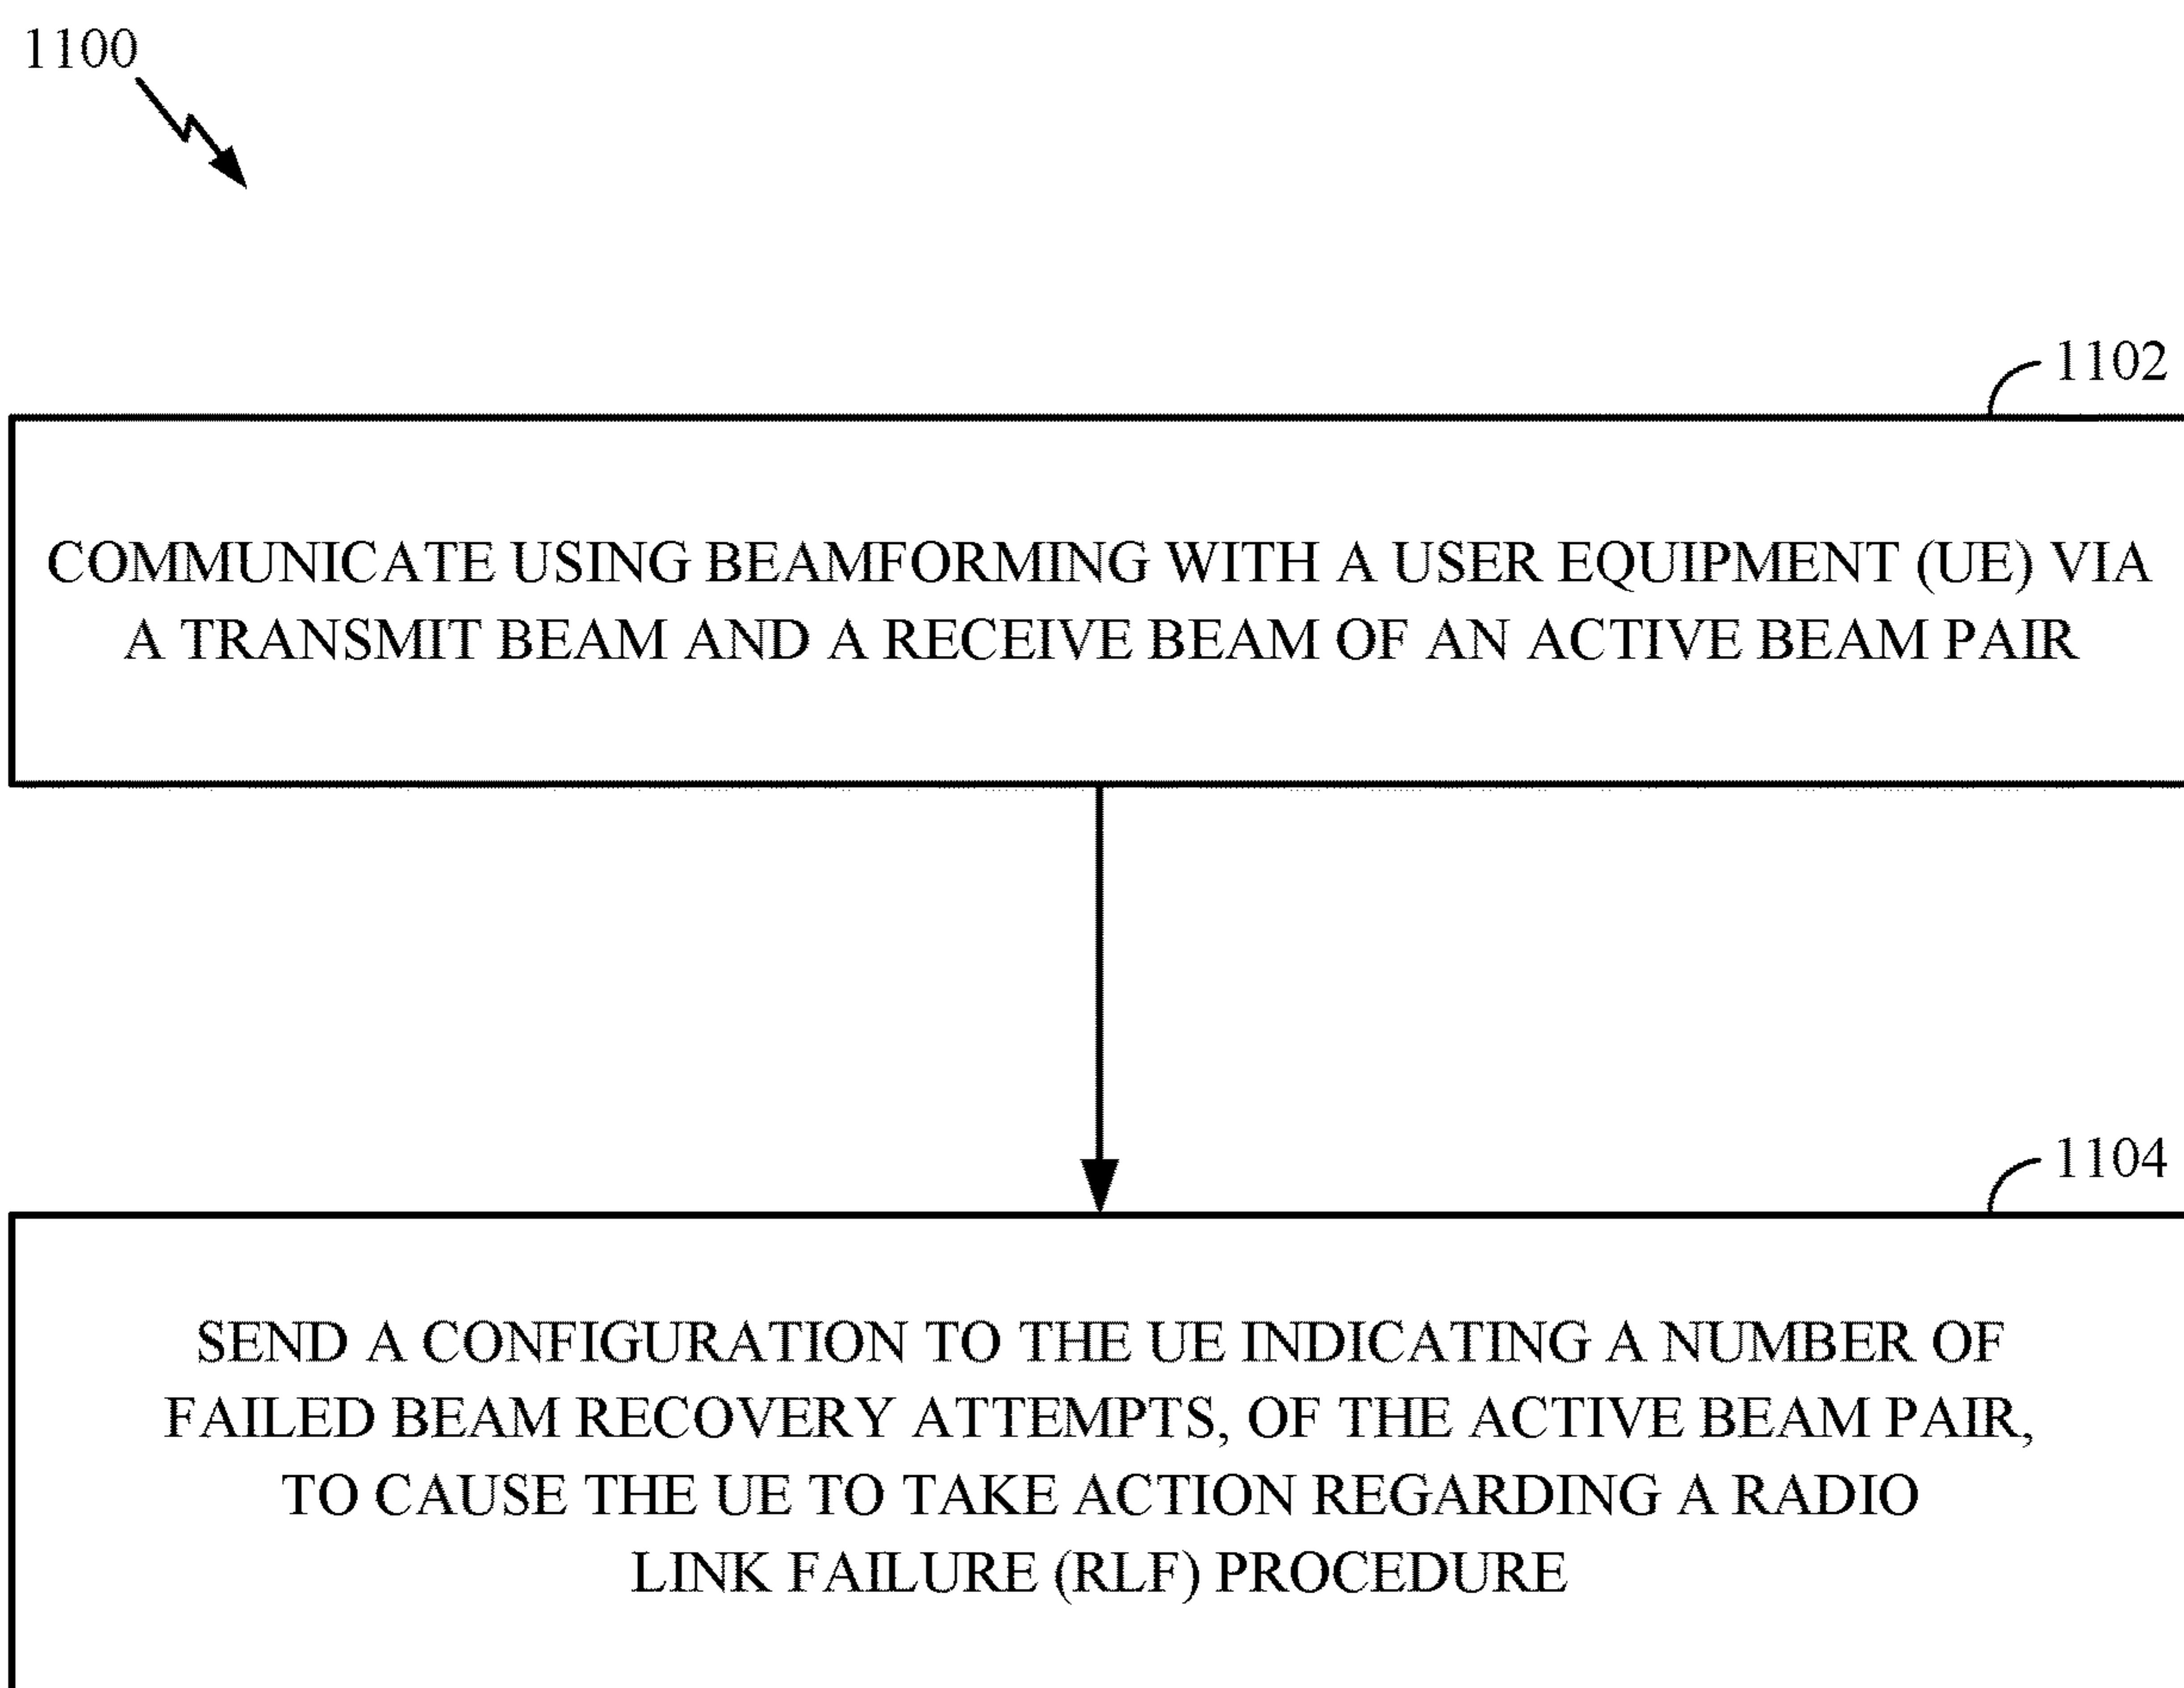 1100
1102
COMMUNICATE USING BEAMFORMING WITH A USER EQUIPMENT (UE) VIA
A TRANSMIT BEAM AND A RECEIVE BEAM OF AN ACTIVE BEAM PAIR
1104
SEND A CONFIGURATION TO THE UE INDICATING A NUMBER OF
FAILED BEAM RECOVERY ATTEMPTS, OF THE ACTIVE BEAM PAIR,
TO CAUSE THE UE TO TAKE ACTION REGARDING A RADIO
LINK FAILURE (RLF) PROCEDURE